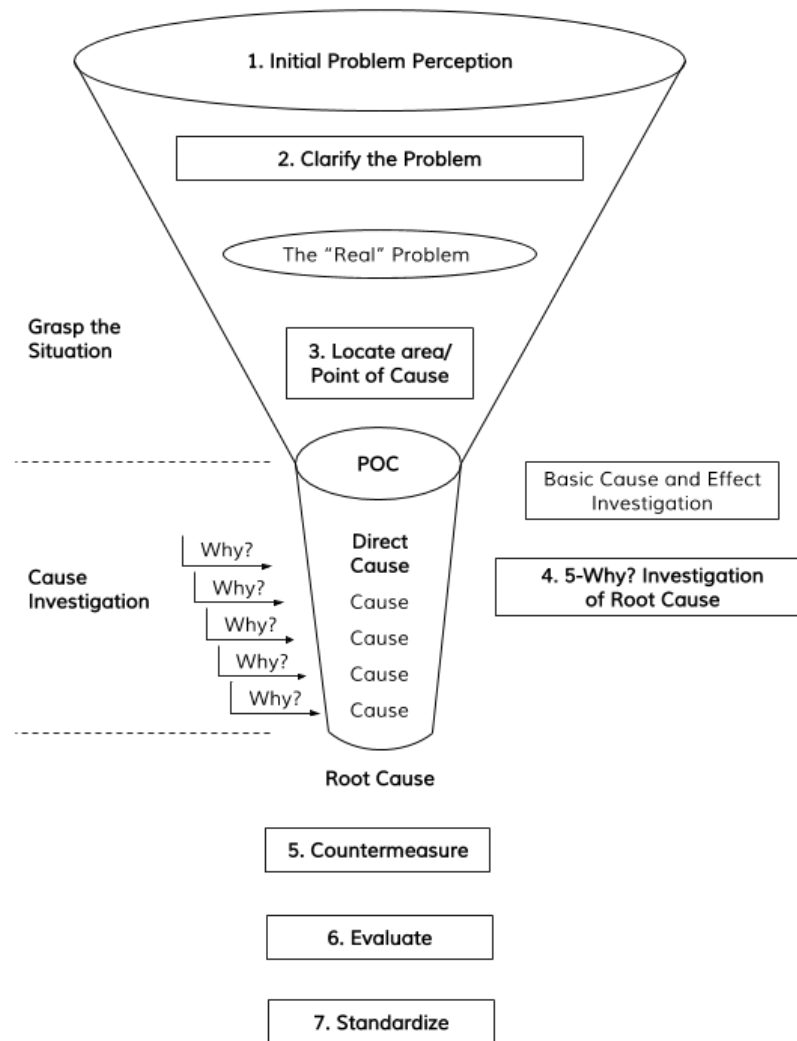 1. Initial Problem Perception
2. Clarify the Problem
The “Real” Problem
Grasp the
Situation
3. Locate area/
Point of Cause
POC
Basic Cause and Effect
Investigation
Cause
Investigation
Why?
Why?
Why?
Why?
Why?
Direct
Cause
Cause
Cause
Cause
Cause
4. 5-Why? Investigation
of Root Cause
Root Cause
5. Countermeasure
6. Evaluate
7. Standardize